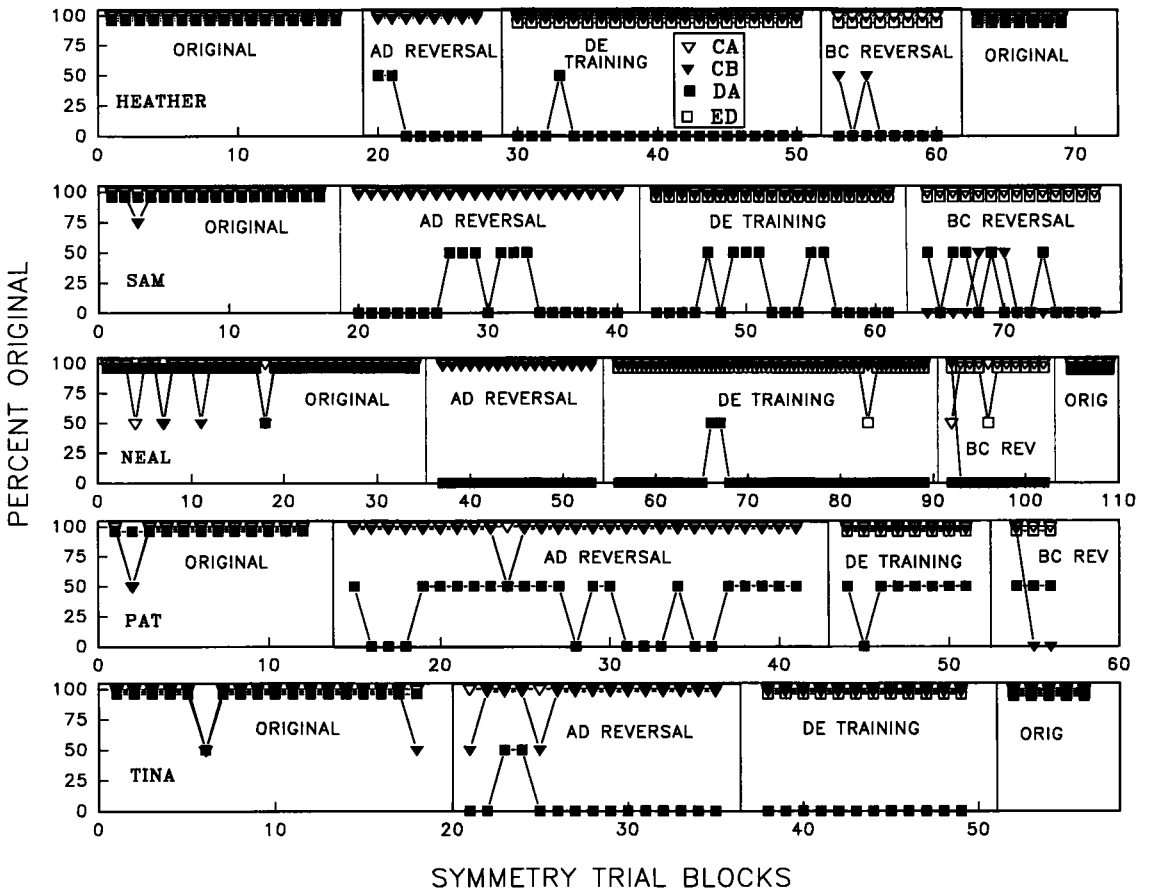 PERCENT ORIGINAL
100
75
50
25
0
ORIGINAL
AD REVERSAL
DE
TRAINING
BC REVERSAL
ORIGINAL
CA
CB
DA
ED
HEATHER
0 10 20 30 40 50 60 70
100
75
50
25
0
ORIGINAL
AD REVERSAL
DE TRAINING
BC REVERSAL
SAM
0 10 20 30 40 50 60 70
100
75
50
25
0
ORIGINAL
AD REVERSAL
DE TRAINING
BC REV
ORIG
NEAL
0 10 20 30 40 50 60 70 80 90 100 110
100
75
50
25
0
ORIGINAL
AD REVERSAL
DE TRAINING
BC REV
PAT
0 10 20 30 40 50 60
100
75
50
25
0
ORIGINAL
AD REVERSAL
DE TRAINING
ORIG
TINA
0 10 20 30 40 50
SYMMETRY TRIAL BLOCKS